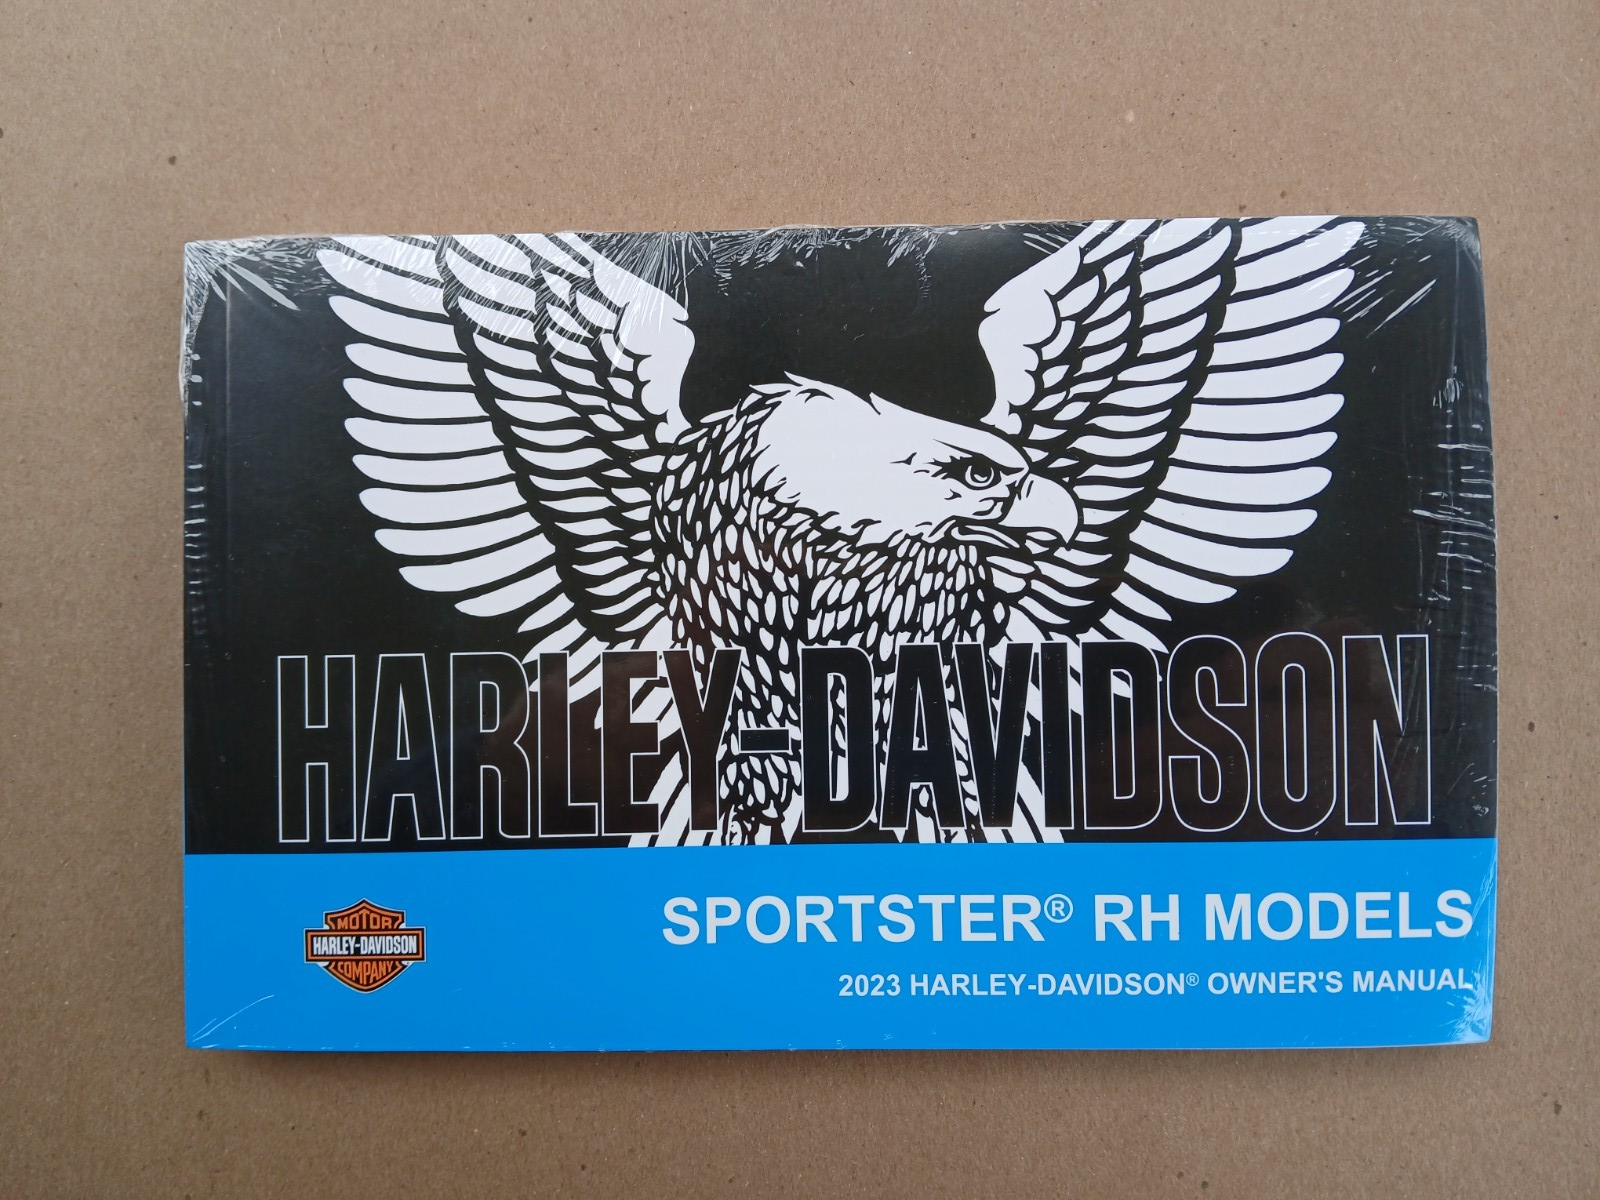 HARLEY-DAVIDSON
MOTOR
HARLEY-DAVIDSON
COMPANY
SPORTSTER® RH MODELS
2023 HARLEY-DAVIDSON® OWNER'S MANUAL